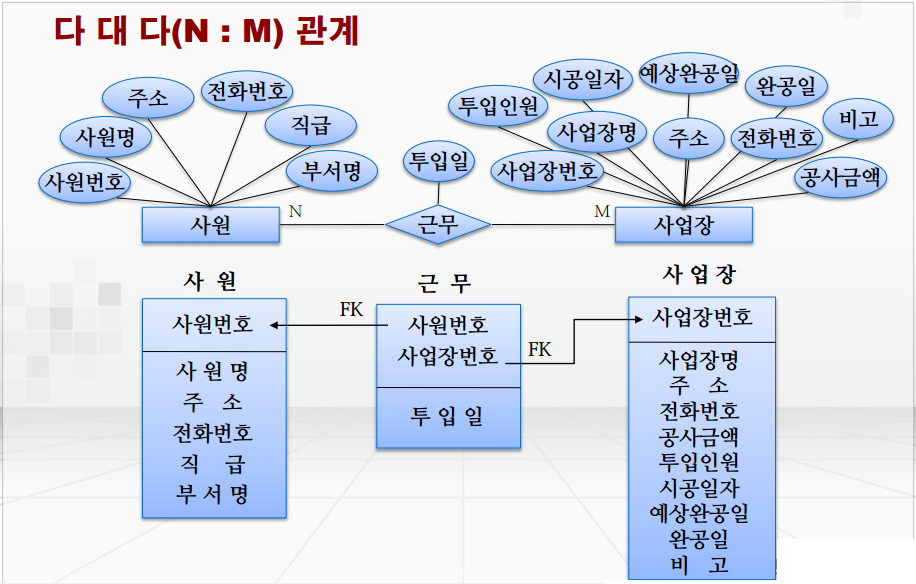 다 대 다(N : M) 관계
사원번호
사원명
주소
전화번호
직급
부서명
투입일
투입인원
시공일자
예상완공일
완공일
비고
사업장번호
사업장명
주소
전화번호
공사금액
사원
N
근무
M
사업장
사 원
사원번호
사 원 명
주 소
전화번호
직 급
부 서 명
FK
근 무
사원번호
사업장번호
투 입 일
FK
사 업 장
사업장번호
사업장명
주 소
전화번호
공사금액
투입인원
시공일자
예상완공일
완공일
비 고